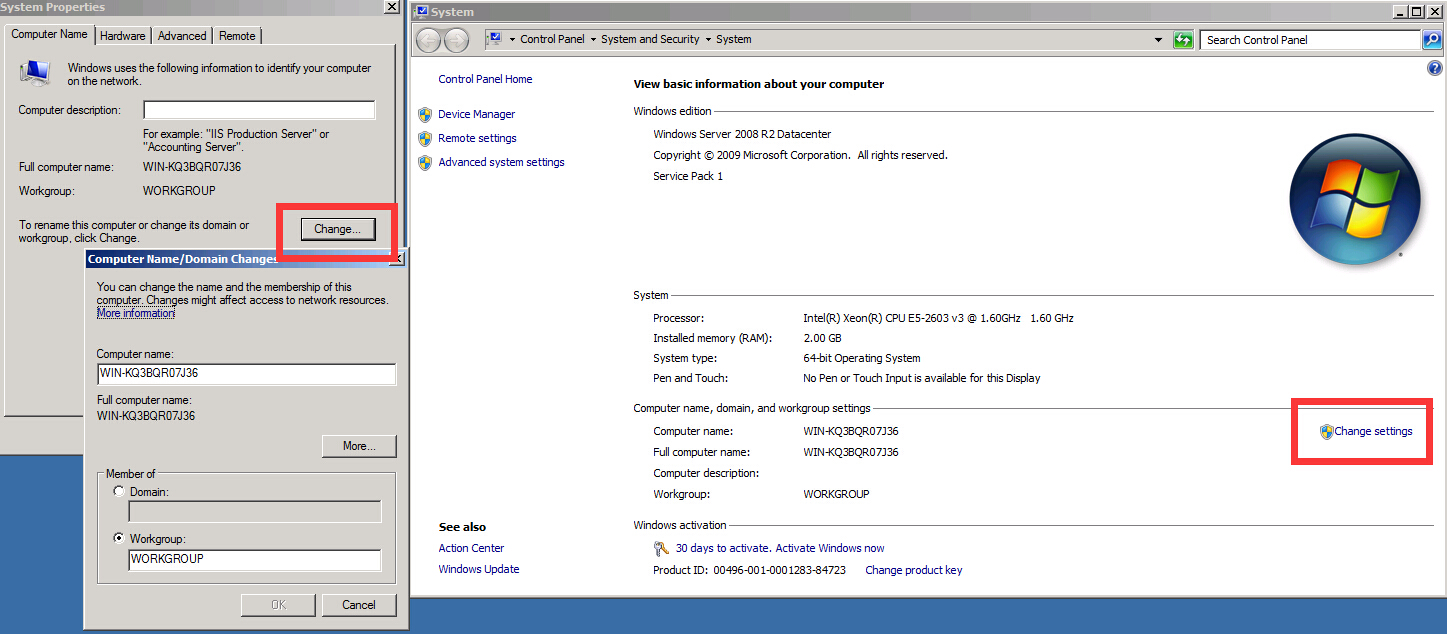 System Properties
Computer Name
Hardware
Advanced
Remote
Windows uses the following information to identify your computer
on the network.
Computer description:
For example: "IIS Production Server" or
"Accounting Server".
Full computer name:
WIN-KQ3BQR07J36
Workgroup:
WORKGROUP
To rename this computer or change its domain or
workgroup, click Change.
Change...
Computer Name/Domain Changes
You can change the name and the membership of this
computer. Changes might affect access to network resources.
More information
Computer name:
WIN-KQ3BQR07J36
Full computer name:
WIN-KQ3BQR07J36
More...
Member of
Domain:
Workgroup:
WORKGROUP
OK
Cancel
System
Control Panel
System and Security
System
Search Control Panel
Control Panel Home
Device Manager
Remote settings
Advanced system settings
See also
Action Center
Windows Update
View basic information about your computer
Windows edition
Windows Server 2008 R2 Datacenter
Copyright © 2009 Microsoft Corporation. All rights reserved.
Service Pack 1
System
Processor: Intel(R) Xeon(R) CPU E5-2603 v3 @ 1.60GHz 1.60 GHz
Installed memory (RAM): 2.00 GB
System type: 64-bit Operating System
Pen and Touch: No Pen or Touch Input is available for this Display
Computer name, domain, and workgroup settings
Computer name: WIN-KQ3BQR07J36
Change settings
Full computer name: WIN-KQ3BQR07J36
Computer description:
Workgroup: WORKGROUP
Windows activation
30 days to activate. Activate Windows now
Product ID: 00496-001-0001283-84723 Change product key